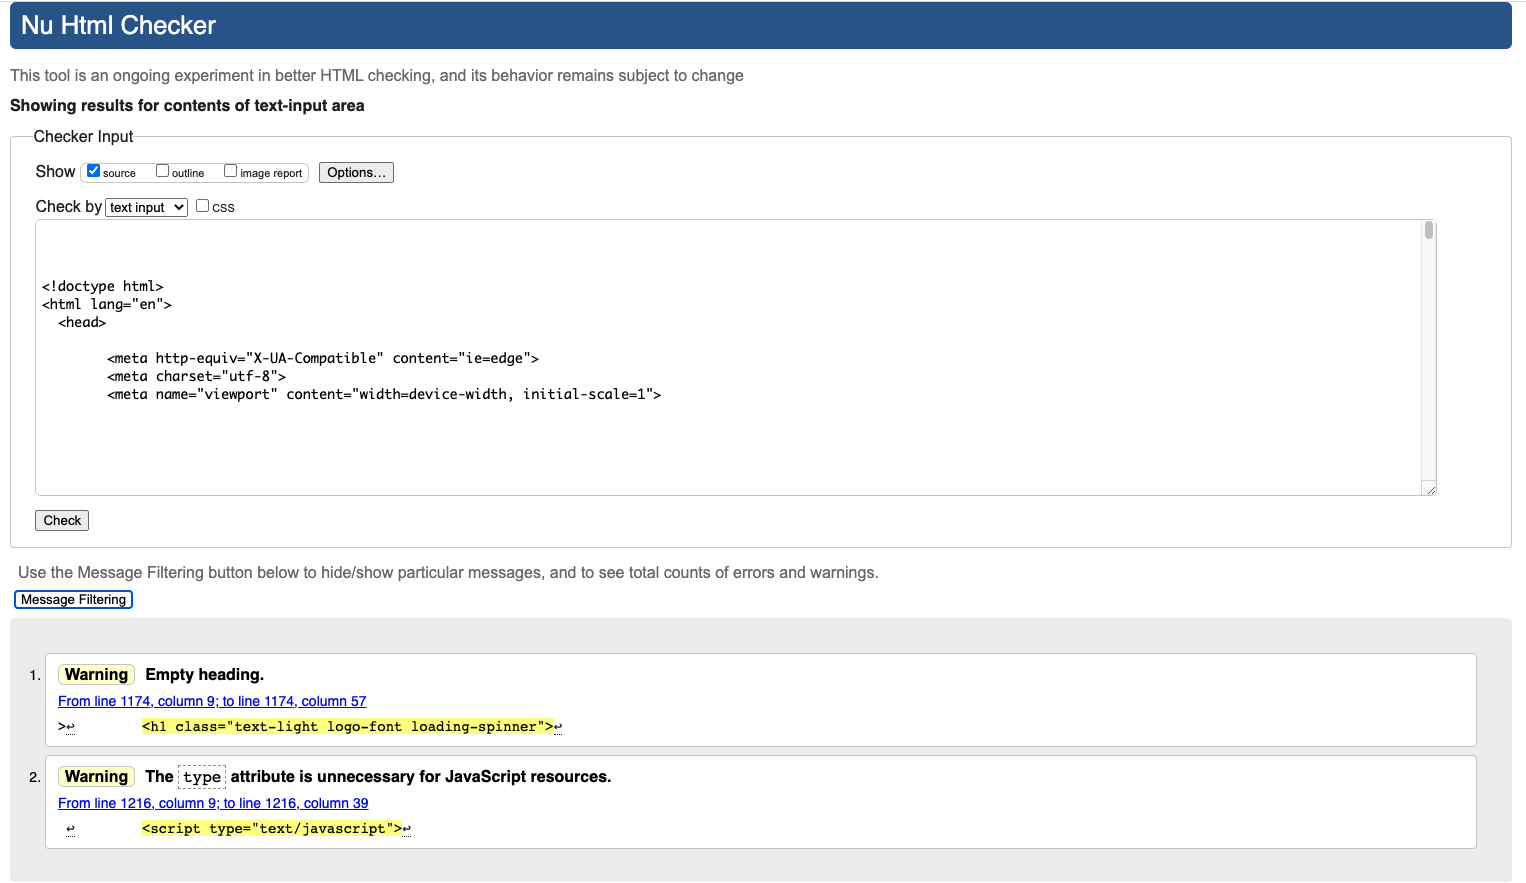 Nu Html Checker
This tool is an ongoing experiment in better HTML checking, and its behavior remains subject to change
Showing results for contents of text-input area
Checker Input
Show source outline image report Options...
Check by text input CSS
<!doctype html>
<html lang="en">
<head>
<meta http-equiv="X-UA-Compatible" content="ie=edge">
<meta charset="utf-8">
<meta name="viewport" content="width=device-width, initial-scale=1">
Check
Use the Message Filtering button below to hide/show particular messages, and to see total counts of errors and warnings.
Message Filtering
1. Warning Empty heading.
From line 1174, column 9; to line 1174, column 57
>↩ <h1 class="text-light logo-font loading-spinner">↩
2. Warning The type attribute is unnecessary for JavaScript resources.
From line 1216, column 9; to line 1216, column 39
↩ <script type="text/javascript">↩